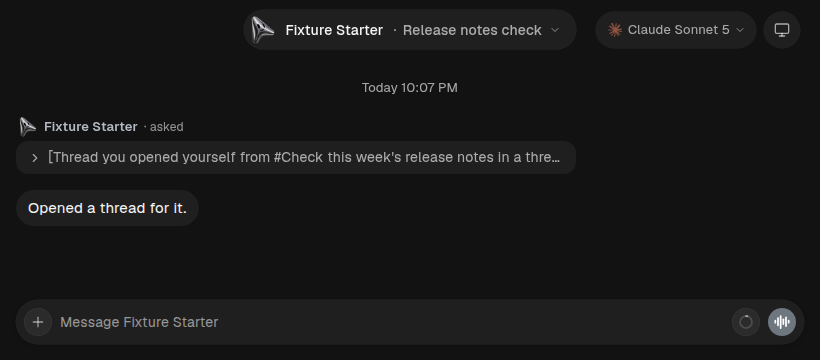 Fixture Starter · Release notes check
Claude Sonnet 5
Today 10:07 PM
Fixture Starter · asked
[Thread you opened yourself from #Check this week's release notes in a thre...
Opened a thread for it.
Message Fixture Starter